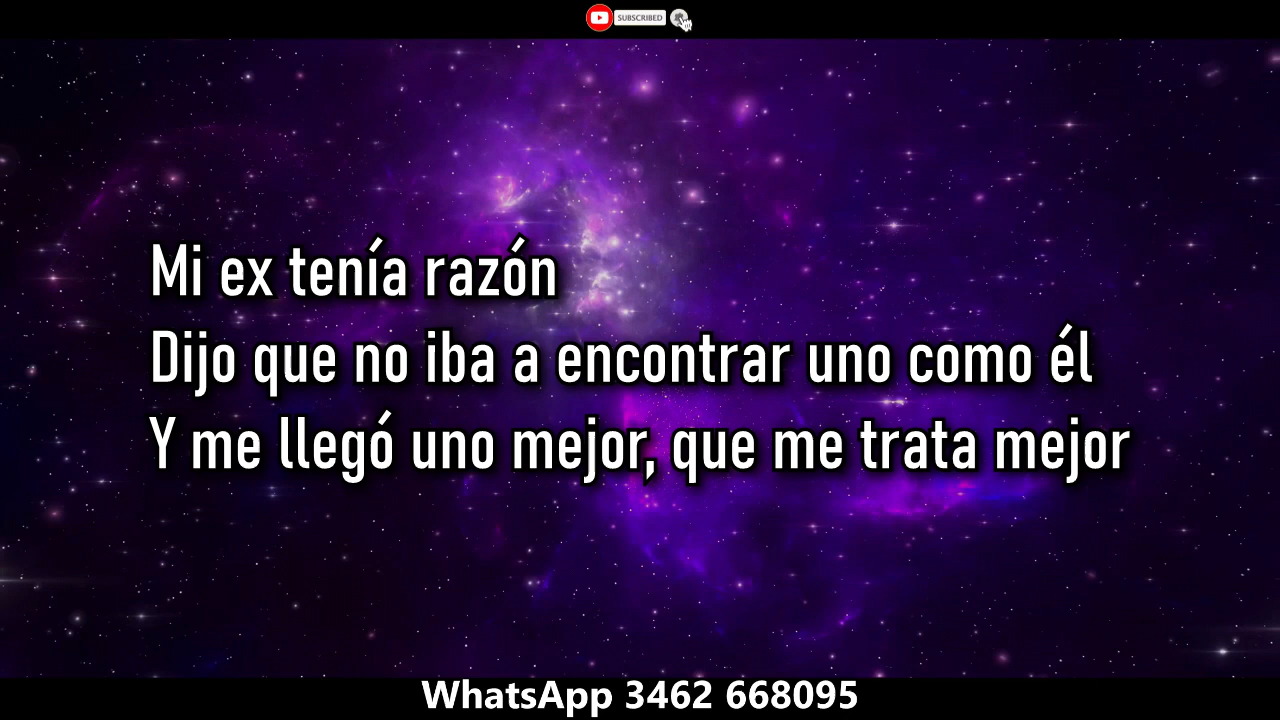 SUBSCRIBED
Mi ex tenía razón
Dijo que no iba a encontrar uno como él
Y me llegó uno mejor, que me trata mejor
WhatsApp 3462 668095